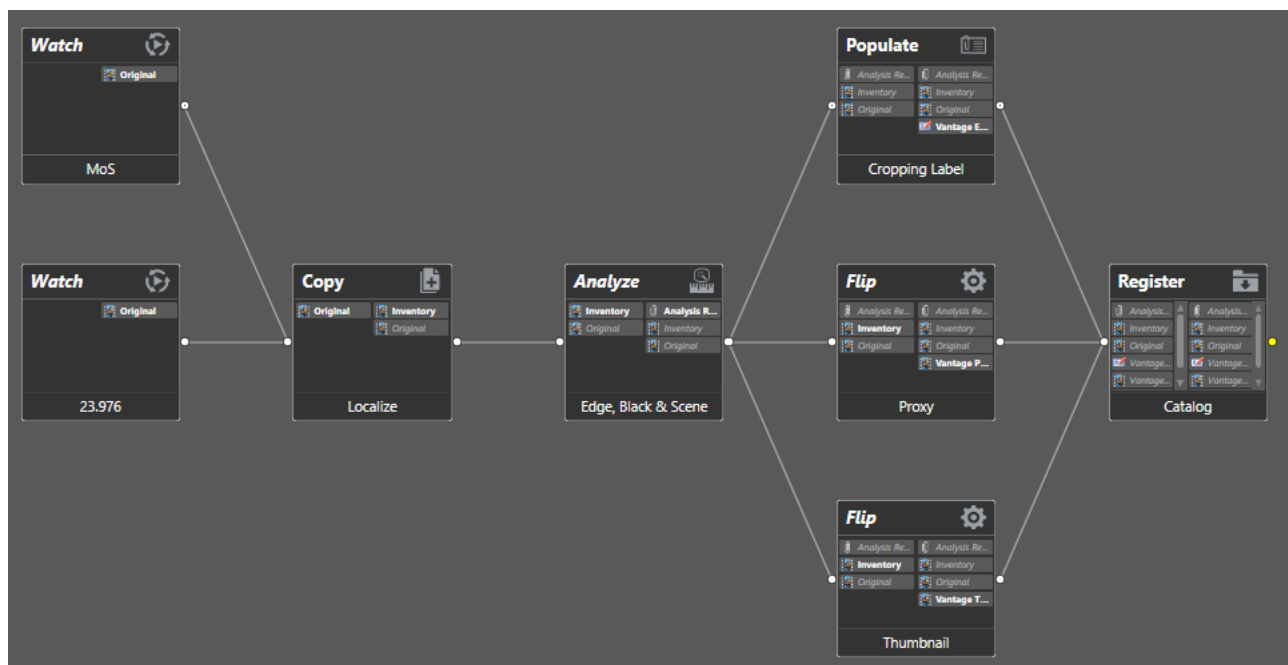 Watch
Original
MoS
Watch
Original
23.976
Copy
Original
Inventory
Original
Localize
Analyze
Inventory
Analysis R...
Original
Inventory
Original
Edge, Black & Scene
Populate
Analysis Re...
Analysis Re...
Inventory
Inventory
Original
Original
Vantage E...
Cropping Label
Flip
Analysis Re...
Analysis Re...
Inventory
Inventory
Original
Original
Vantage P...
Proxy
Flip
Analysis Re...
Analysis Re...
Inventory
Inventory
Original
Original
Vantage T...
Thumbnail
Register
Analysis...
Analysis...
Inventory
Inventory
Original
Original
Vantage...
Vantage...
Vantage...
Vantage...
Catalog